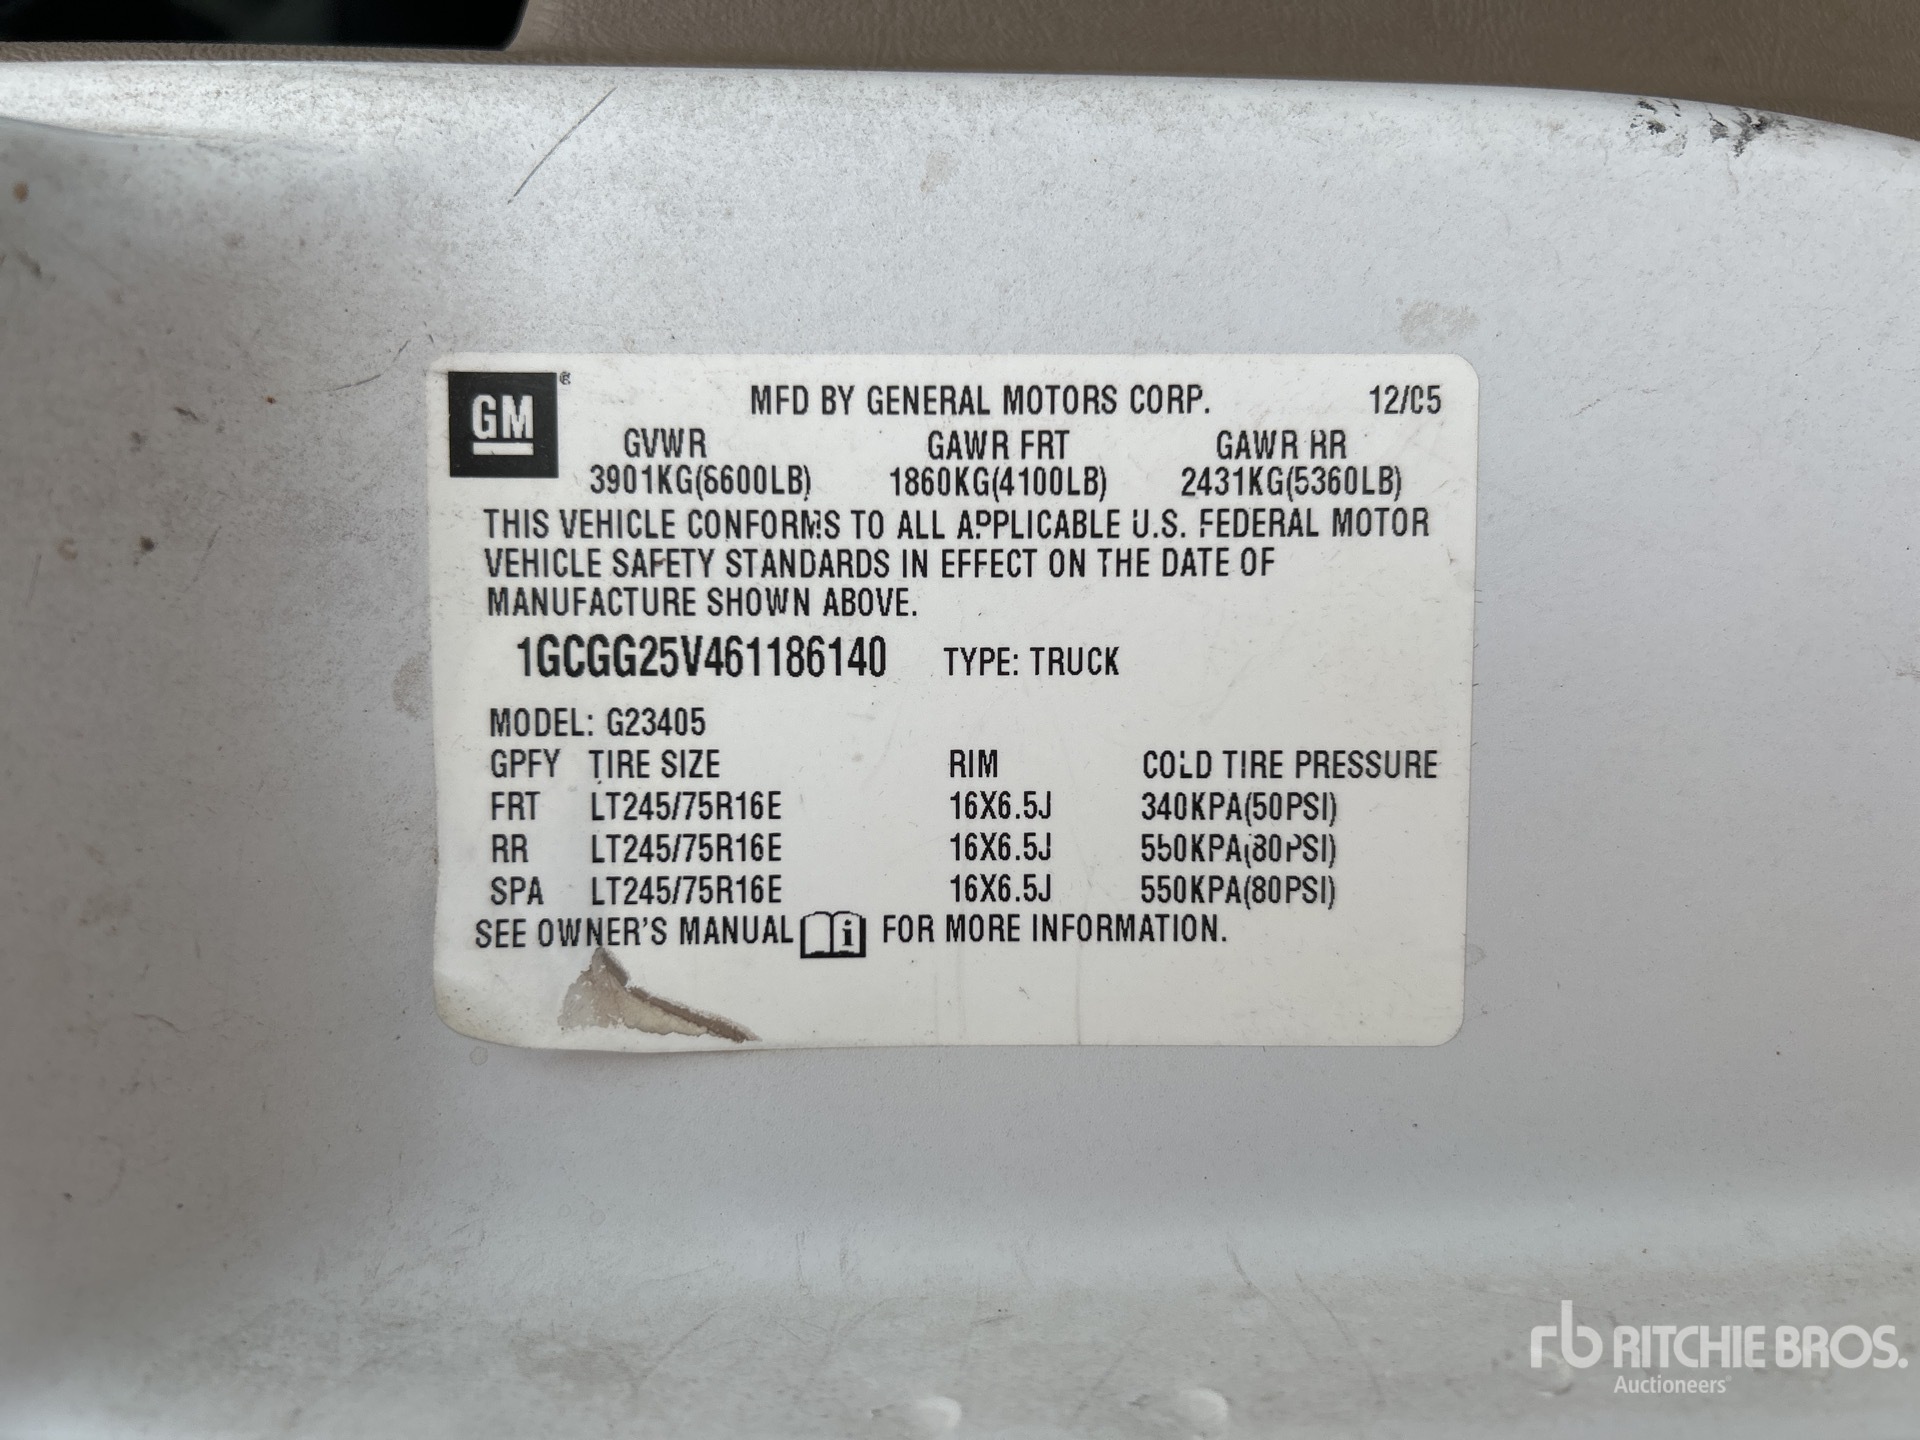 GM
MFD BY GENERAL MOTORS CORP. 12/05
GVWR GAWR FRT GAWR RR
3901KG(8600LB) 1860KG(4100LB) 2431KG(5360LB)
THIS VEHICLE CONFORMS TO ALL APPLICABLE U.S. FEDERAL MOTOR
VEHICLE SAFETY STANDARDS IN EFFECT ON THE DATE OF
MANUFACTURE SHOWN ABOVE.
1GCGG25V461186140 TYPE: TRUCK
MODEL: G23405
GPFY TIRE SIZE RIM COLD TIRE PRESSURE
FRT LT245/75R16E 16X6.5J 340KPA(50PSI)
RR LT245/75R16E 16X6.5J 550KPA(80PSI)
SPA LT245/75R16E 16X6.5J 550KPA(80PSI)
SEE OWNER'S MANUAL i FOR MORE INFORMATION.
rb RITCHIE BROS.
Auctioneers